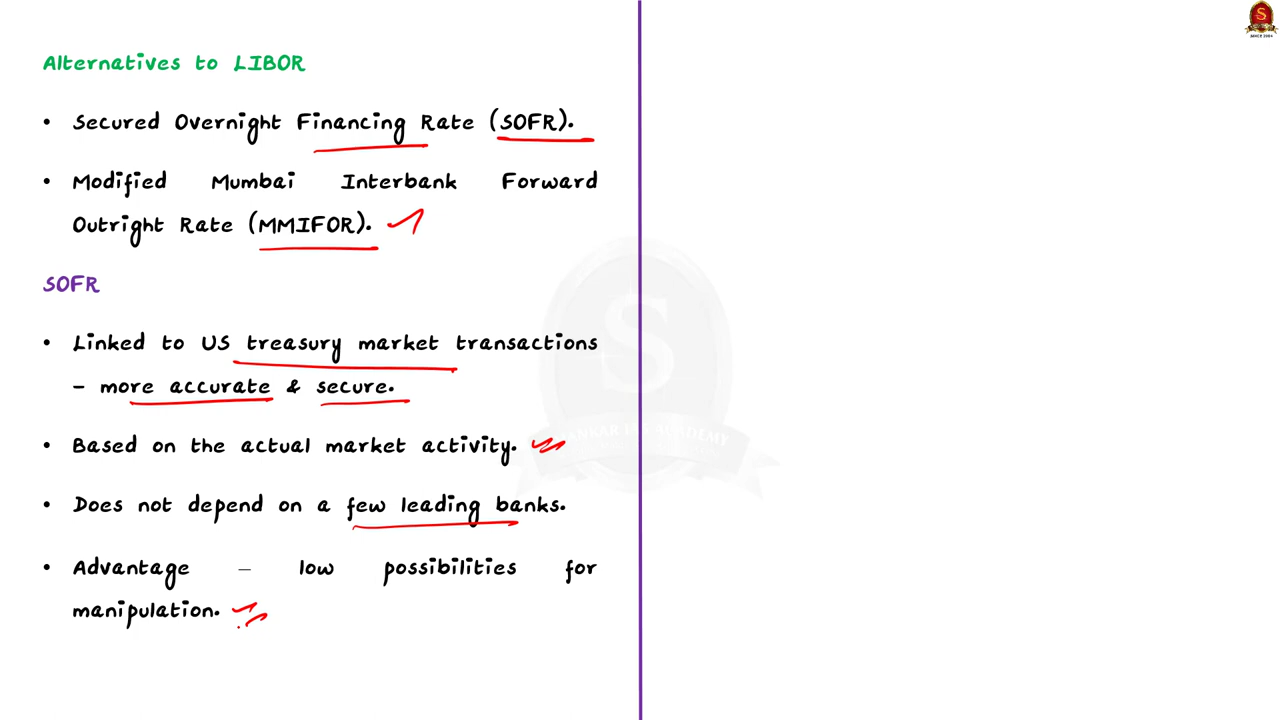 Alternatives to LIBOR
• Secured Overnight Financing Rate (SOFR).
• Modified Mumbai Interbank Forward
Outright Rate (MMIFOR).
SOFR
• Linked to US treasury market transactions
– more accurate & secure.
• Based on the actual market activity.
• Does not depend on a few leading banks.
• Advantage – low possibilities for
manipulation.
S